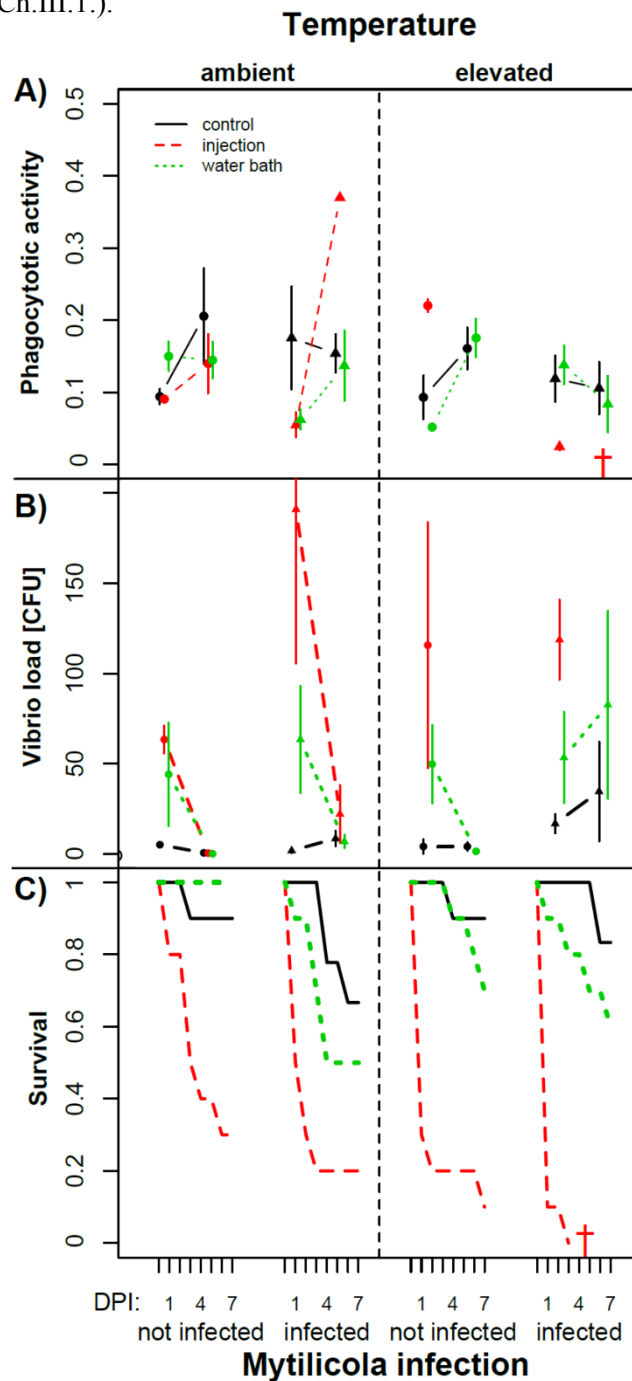 Ch.III.1.).
Temperature
ambient elevated
A)
control
injection
water bath
Phagocytotic activity
0.5
0.4
0.3
0.2
0.1
0
B)
Vibrio load [CFU]
150
100
50
0
C)
Survival
1
0.8
0.6
0.4
0.2
0
DPI: 1 4 7 1 4 7 1 4 7 1 4 7
not infected infected not infected infected
Mytilicola infection